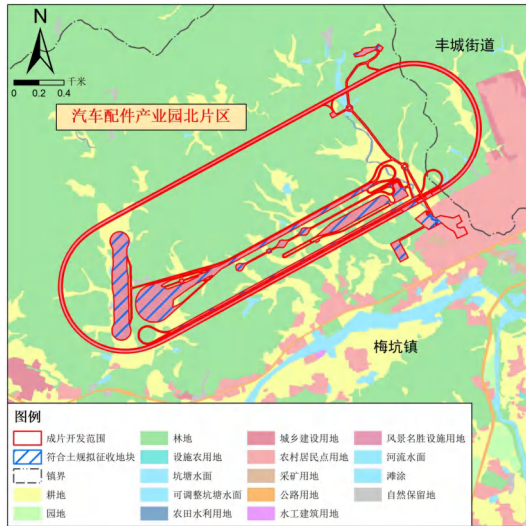 N
丰城街道
千米
0 0.2 0.4
汽车配件产业园北片区
梅坑镇
图例
成片开发范围
符合土规拟征收地块
镇界
耕地
园地
林地
设施农用地
坑塘水面
可调整坑塘水面
农田水利用地
城乡建设用地
农村居民点用地
采矿用地
公路用地
水工建筑用地
风景名胜设施用地
河流水面
滩涂
自然保留地